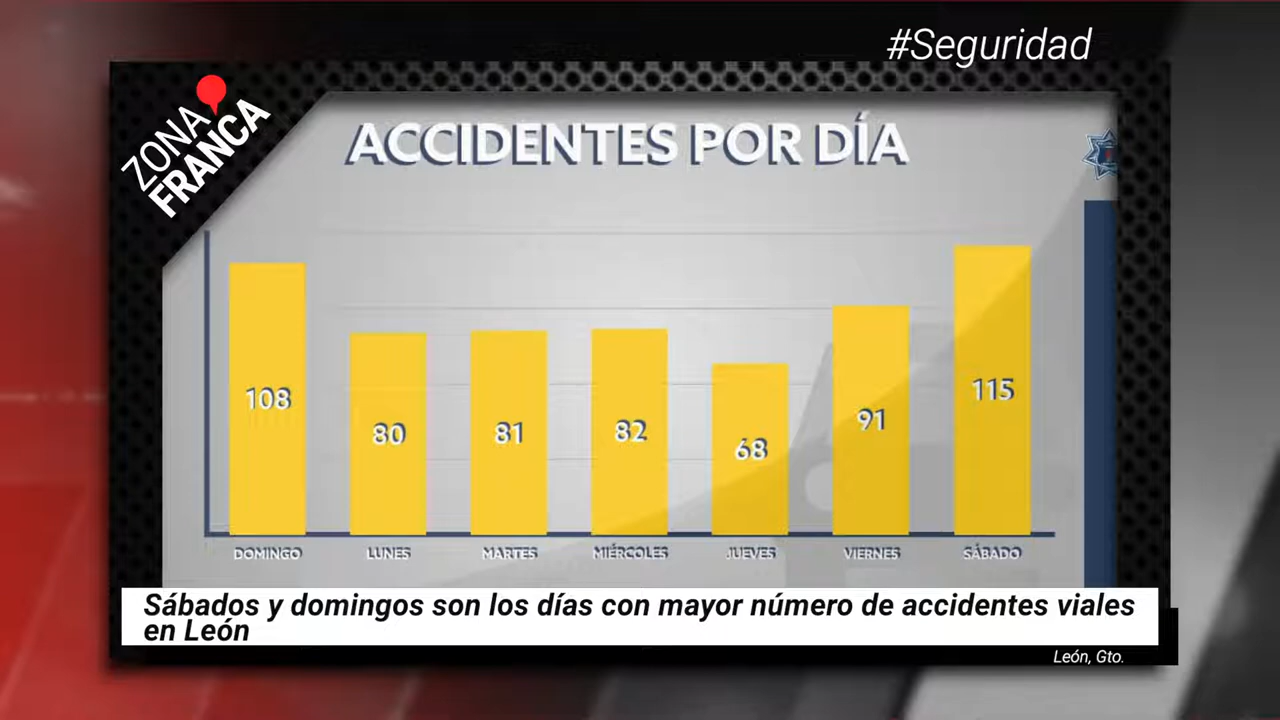 #Seguridad
ZONA
FRANCA
ACCIDENTES POR DÍA
108
80
81
82
68
91
115
DOMINGO
LUNES
MARTES
MIÉRCOLES
JUEVES
VIERNES
SÁBADO
Sábados y domingos son los días con mayor número de accidentes viales
en León
León, Gto.